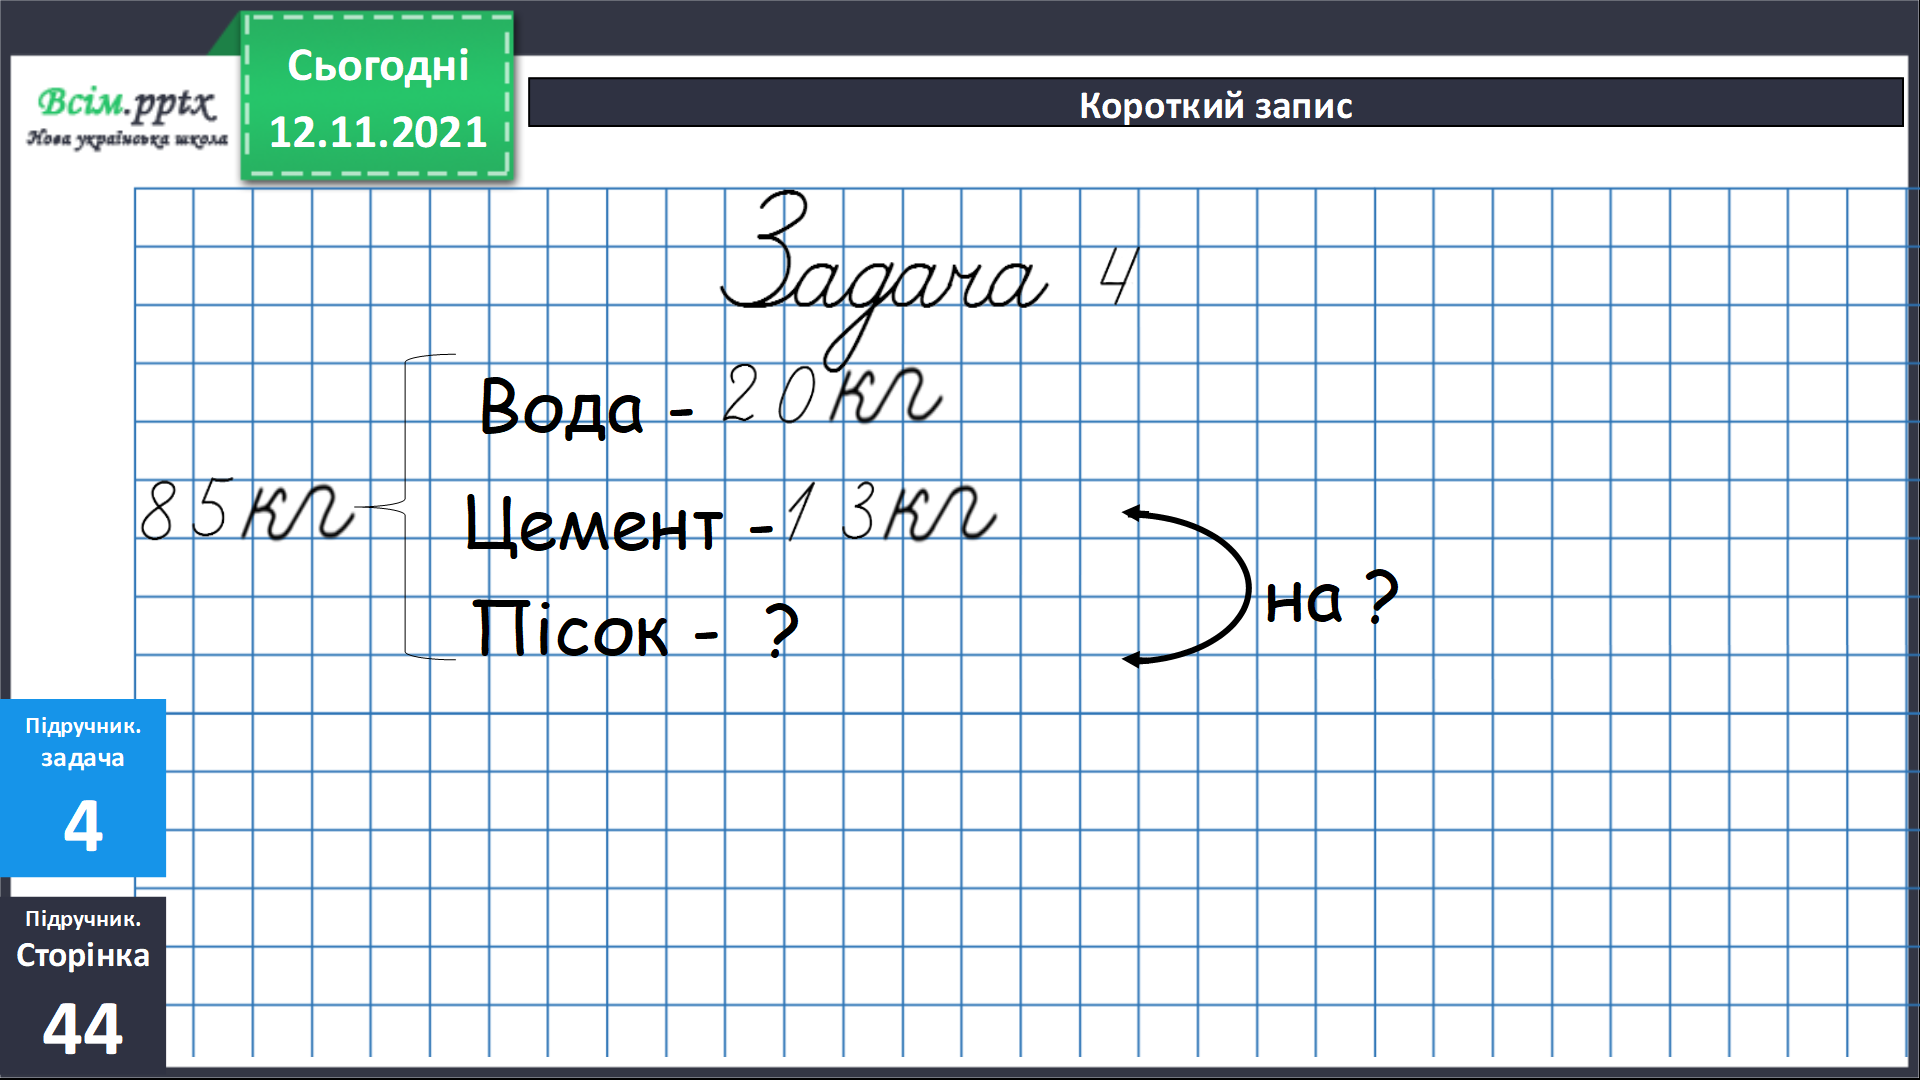 Всім.pptx
Нова українська школа
Сьогодні
12.11.2021
Короткий запис
Задача 4
Вода - 20кг
85кг
Цемент - 13кг
Пісок - ?
на ?
Підручник.
задача
4
Підручник.
Сторінка
44